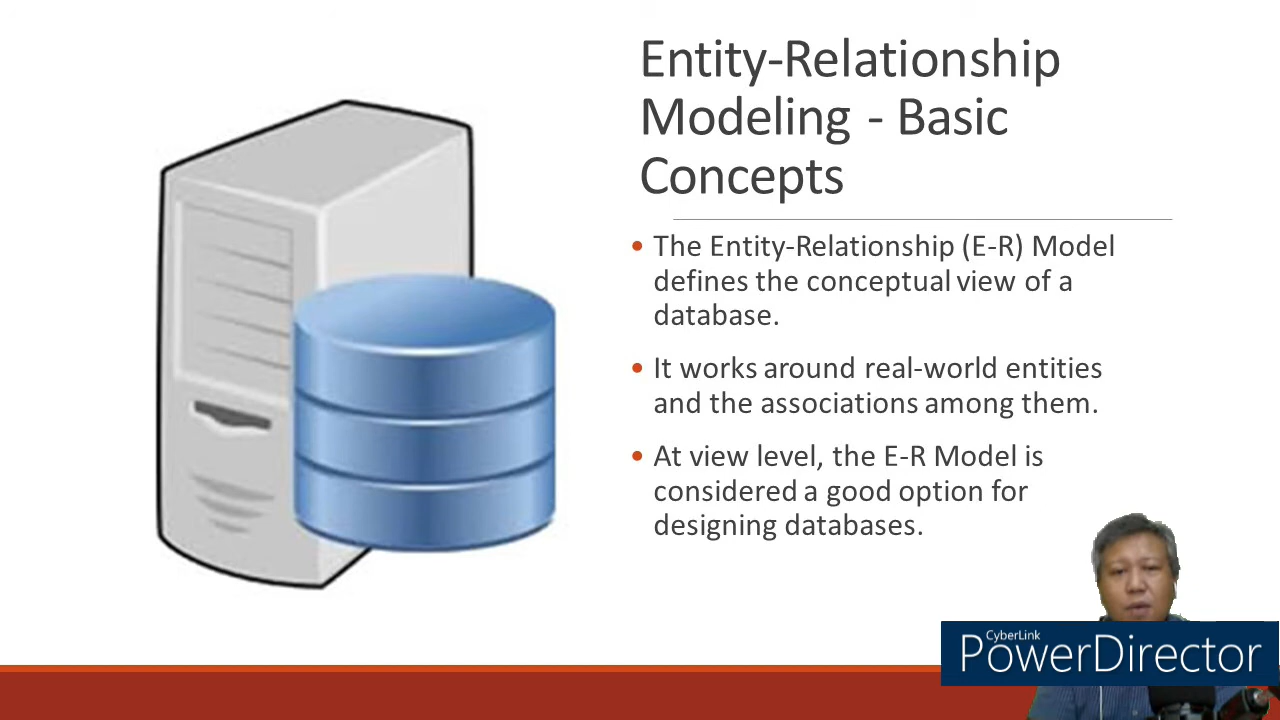 Entity-Relationship
Modeling - Basic
Concepts
• The Entity-Relationship (E-R) Model
defines the conceptual view of a
database.
• It works around real-world entities
and the associations among them.
• At view level, the E-R Model is
considered a good option for
designing databases.
CyberLink
PowerDirector